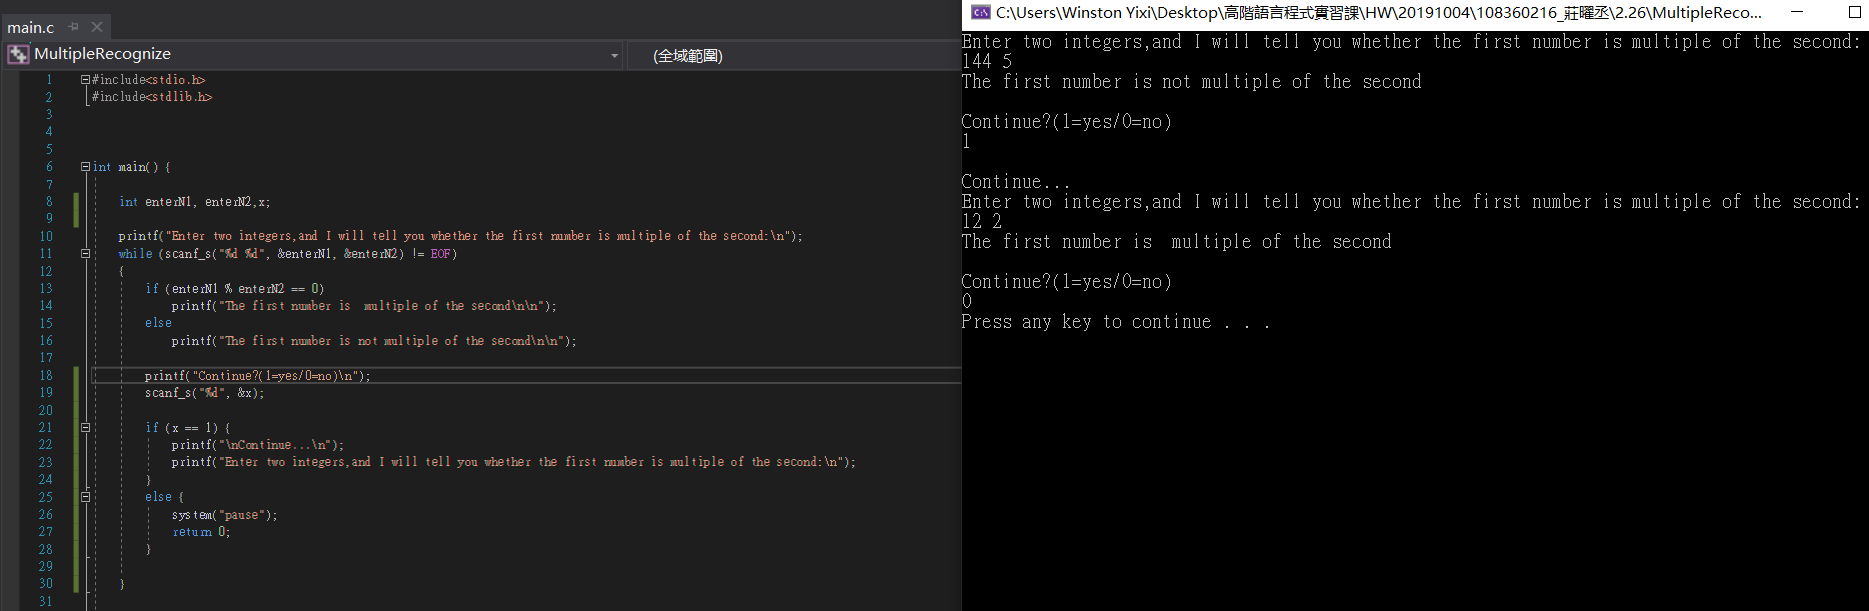 main.c
MultipleRecognize
(全域範圍)
1 #include<stdio.h>
2 #include<stdlib.h>
3
4
5
6 int main() {
7
8 int enterN1, enterN2,x;
9
10 printf("Enter two integers,and I will tell you whether the first number is multiple of the second:\n");
11 while (scanf_s("%d %d", &enterN1, &enterN2) != EOF)
12 {
13 if (enterN1 % enterN2 == 0)
14 printf("The first number is  multiple of the second\n\n");
15 else
16 printf("The first number is not multiple of the second\n\n");
17
18 printf("Continue?(1=yes/0=no)\n");
19 scanf_s("%d", &x);
20
21 if (x == 1) {
22 printf("\nContinue...\n");
23 printf("Enter two integers,and I will tell you whether the first number is multiple of the second:\n");
24 }
25 else {
26 system("pause");
27 return 0;
28 }
29
30 }
31
C:\Users\Winston Yixi\Desktop\高階語言程式實習課\HW\20191004\108360216_莊曜丞\2.26\MultipleReco...
Enter two integers,and I will tell you whether the first number is multiple of the second:
144 5
The first number is not multiple of the second
Continue?(1=yes/0=no)
1
Continue...
Enter two integers,and I will tell you whether the first number is multiple of the second:
12 2
The first number is  multiple of the second
Continue?(1=yes/0=no)
0
Press any key to continue . . .